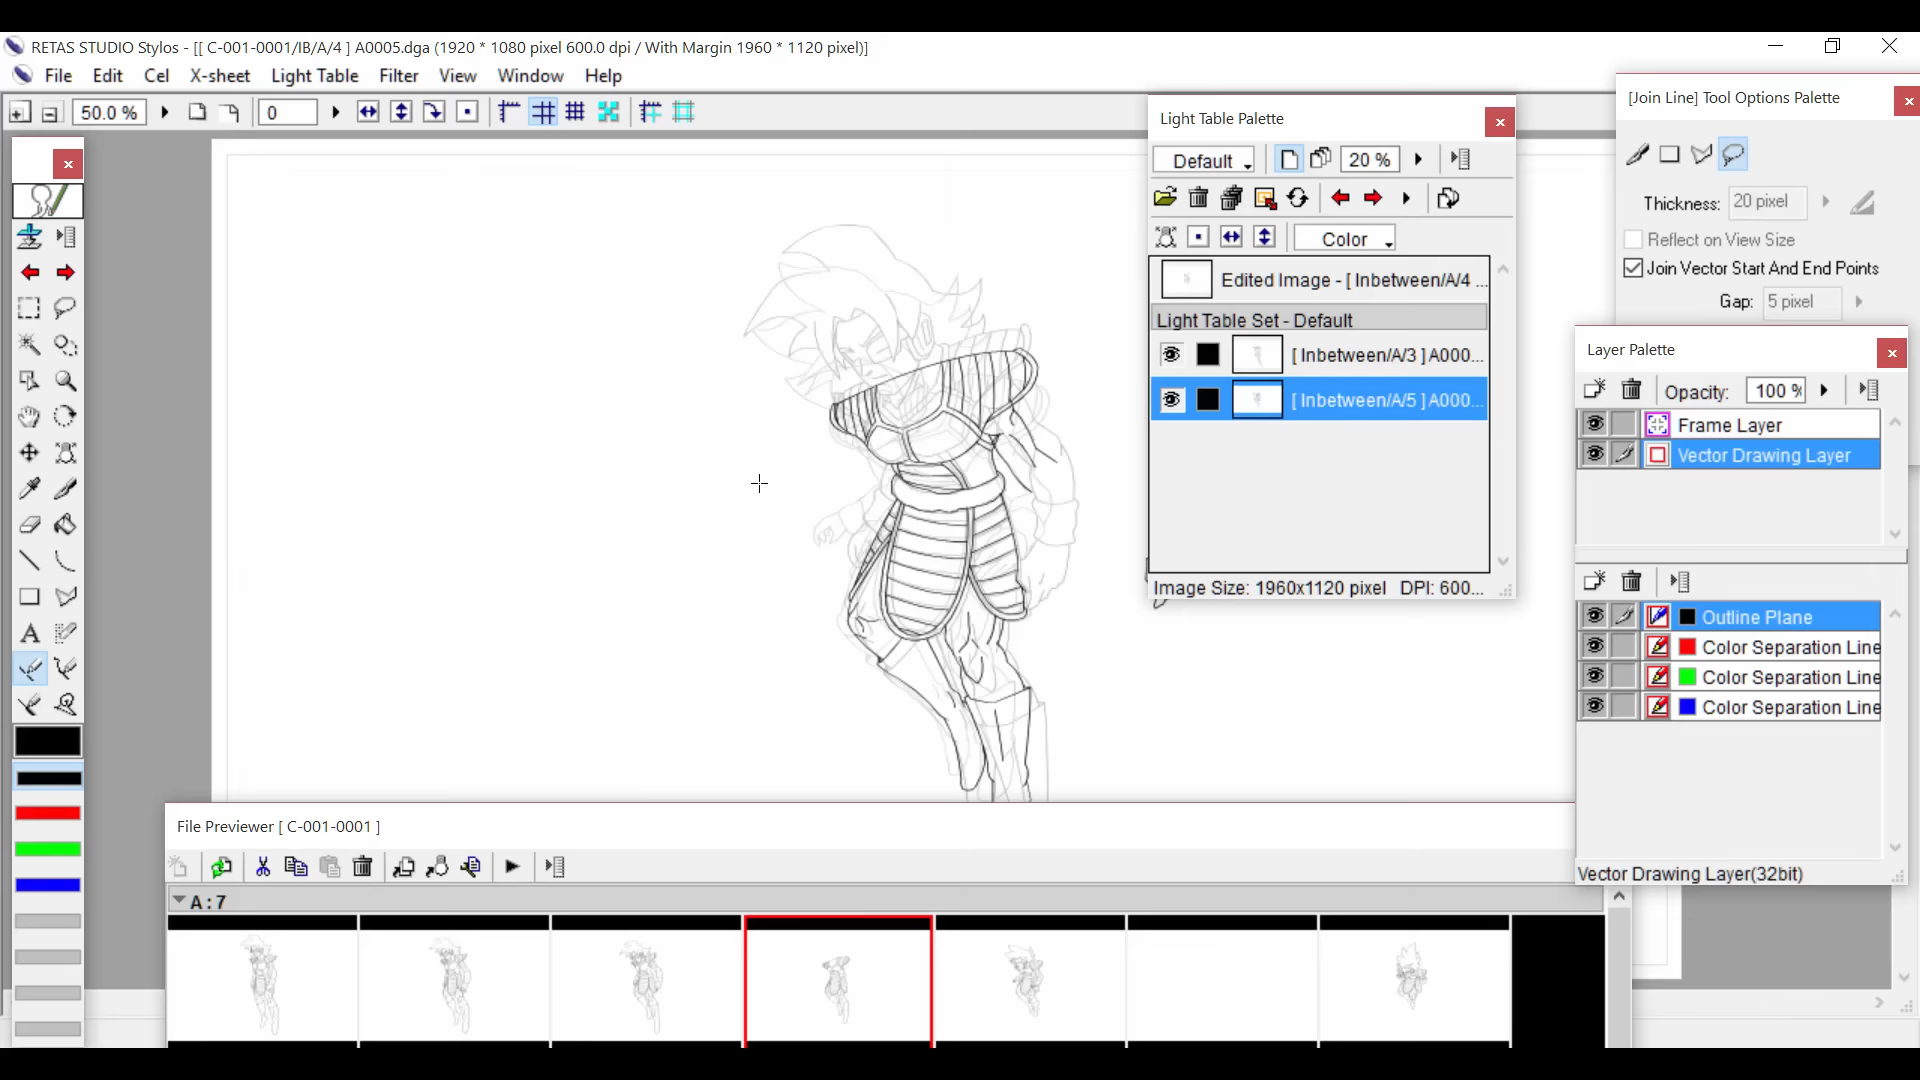 RETAS STUDIO Stylos - [[ C-001-0001/IB/A/4 ] A0005.dga (1920 * 1080 pixel 600.0 dpi / With Margin 1960 * 1120 pixel)]
File Edit Cel X-sheet Light Table Filter View Window Help
50.0 %
0
Light Table Palette
Default
20 %
Color
Edited Image - [ Inbetween/A/4 ...
Light Table Set - Default
[ Inbetween/A/3 ] A000...
[ Inbetween/A/5 ] A000...
Image Size: 1960x1120 pixel DPI: 600...
[Join Line] Tool Options Palette
Thickness: 20 pixel
Reflect on View Size
Join Vector Start And End Points
Gap: 5 pixel
Layer Palette
Opacity: 100 %
Frame Layer
Vector Drawing Layer
Outline Plane
Color Separation Line
Color Separation Line
Color Separation Line
Vector Drawing Layer(32bit)
File Previewer [ C-001-0001 ]
A : 7